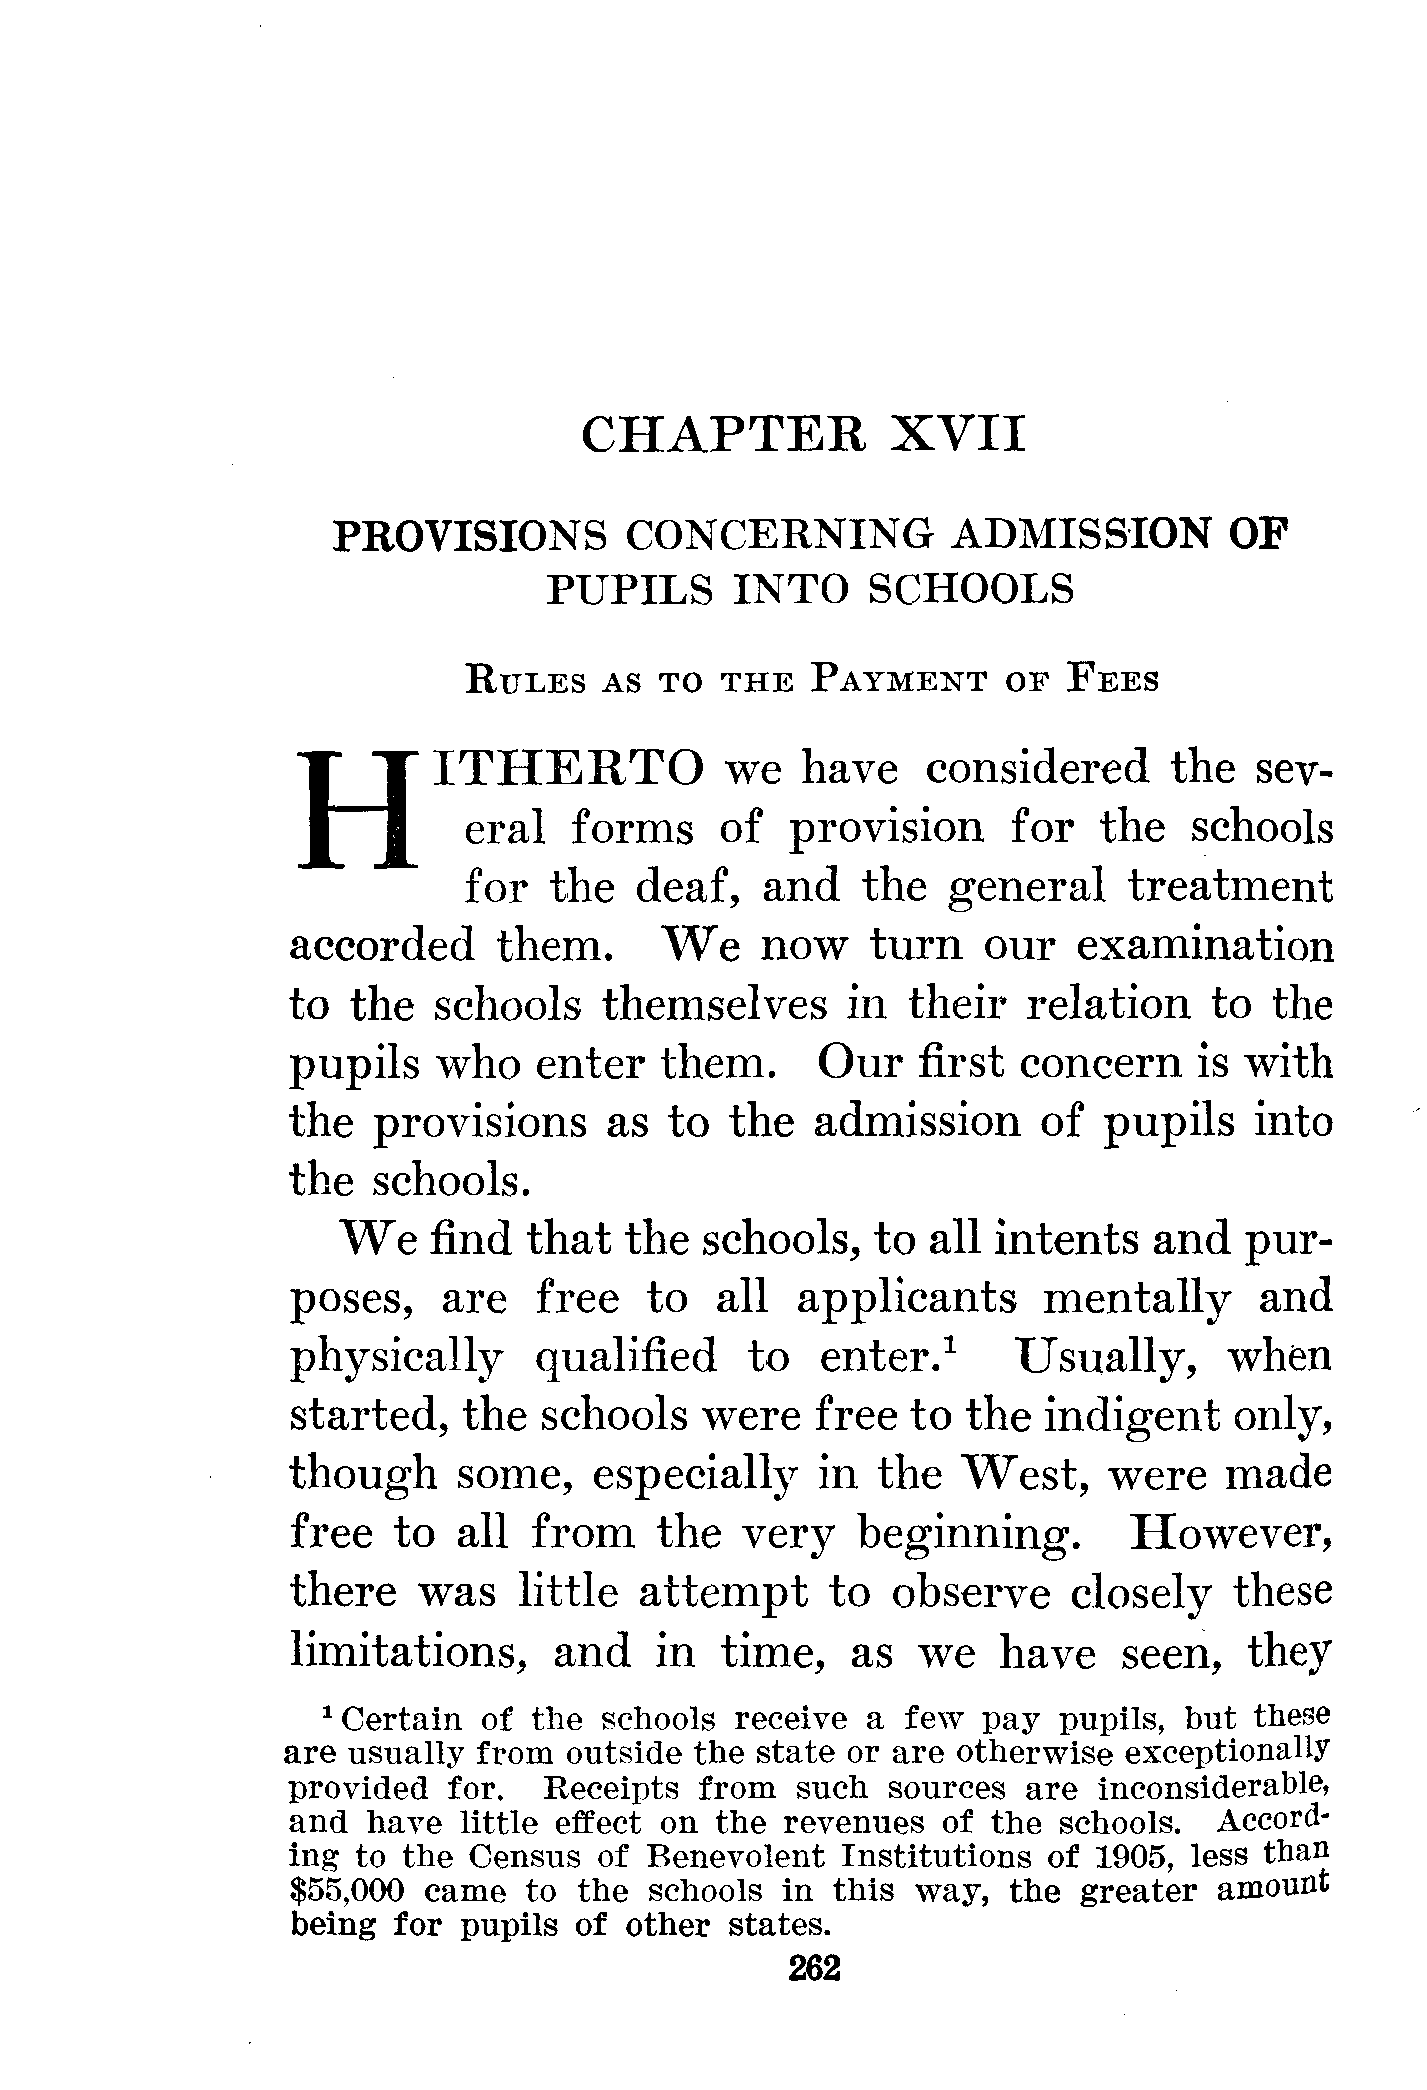 CHAPTER XVII
PROVISIONS CONCERNING ADMISSION OF
PUPILS INTO SCHOOLS
RULES AS TO THE PAYMENT OF FEES
HITHERTO we have considered the sev-
eral forms of provision for the schools
for the deaf, and the general treatment
accorded them. We now turn our examination
to the schools themselves in their relation to the
pupils who enter them. Our first concern is with
the provisions as to the admission of pupils into
the schools.
We find that the schools, to all intents and pur-
poses, are free to all applicants mentally and
physically qualified to enter.¹ Usually, when
started, the schools were free to the indigent only,
though some, especially in the West, were made
free to all from the very beginning. However,
there was little attempt to observe closely these
limitations, and in time, as we have seen, they
¹ Certain of the schools receive a few pay pupils, but these
are usually from outside the state or are otherwise exceptionally
provided for. Receipts from such sources are inconsiderable,
and have little effect on the revenues of the schools. Accord-
ing to the Census of Benevolent Institutions of 1905, less than
$55,000 came to the schools in this way, the greater amount
being for pupils of other states.
262